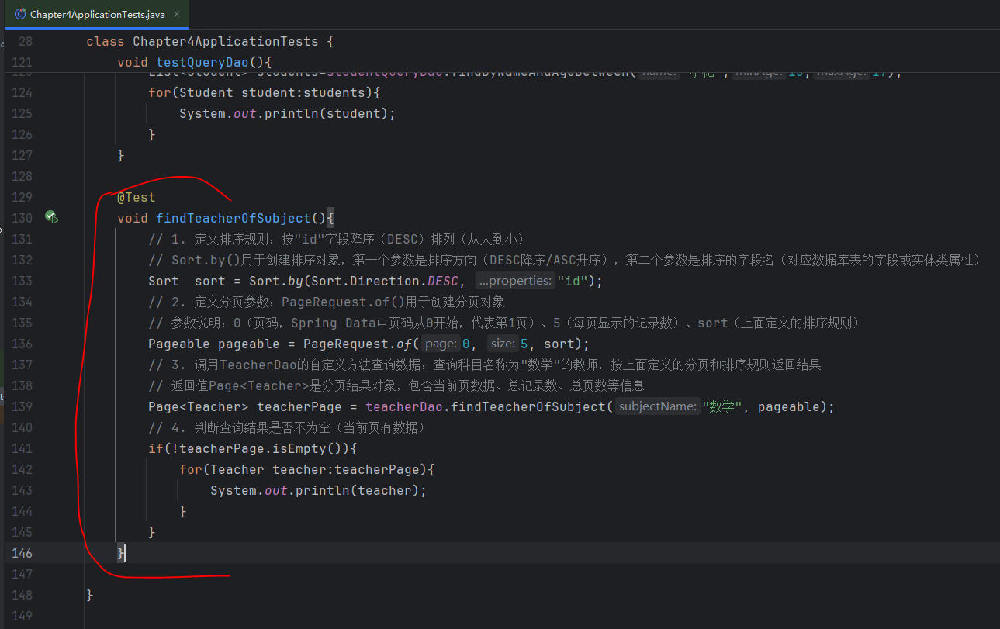 Chapter4ApplicationTests.java
28 class Chapter4ApplicationTests {
121 void testQueryDao(){
124 for(Student student:students){
125 System.out.println(student);
126 }
127 }
128
129 @Test
130 void findTeacherOfSubject(){
131 // 1. 定义排序规则：按"id"字段降序（DESC）排列（从大到小）
132 // Sort.by()用于创建排序对象，第一个参数是排序方向（DESC降序/ASC升序），第二个参数是排序的字段名（对应数据库表的字段或实体类属性）
133 Sort  sort = Sort.by(Sort.Direction.DESC, ...properties: "id");
134 // 2. 定义分页参数：PageRequest.of()用于创建分页对象
135 // 参数说明：0（页码，Spring Data中页码从0开始，代表第1页）、5（每页显示的记录数）、sort（上面定义的排序规则）
136 Pageable pageable = PageRequest.of( page: 0, size: 5, sort);
137 // 3. 调用TeacherDao的自定义方法查询数据：查询科目名称为"数学"的教师，按上面定义的分页和排序规则返回结果
138 // 返回值Page<Teacher>是分页结果对象，包含当前页数据、总记录数、总页数等信息
139 Page<Teacher> teacherPage = teacherDao.findTeacherOfSubject( subjectName: "数学", pageable);
140 // 4. 判断查询结果是否不为空（当前页有数据）
141 if(!teacherPage.isEmpty()){
142 for(Teacher teacher:teacherPage){
143 System.out.println(teacher);
144 }
145 }
146 }
147
148 }
149